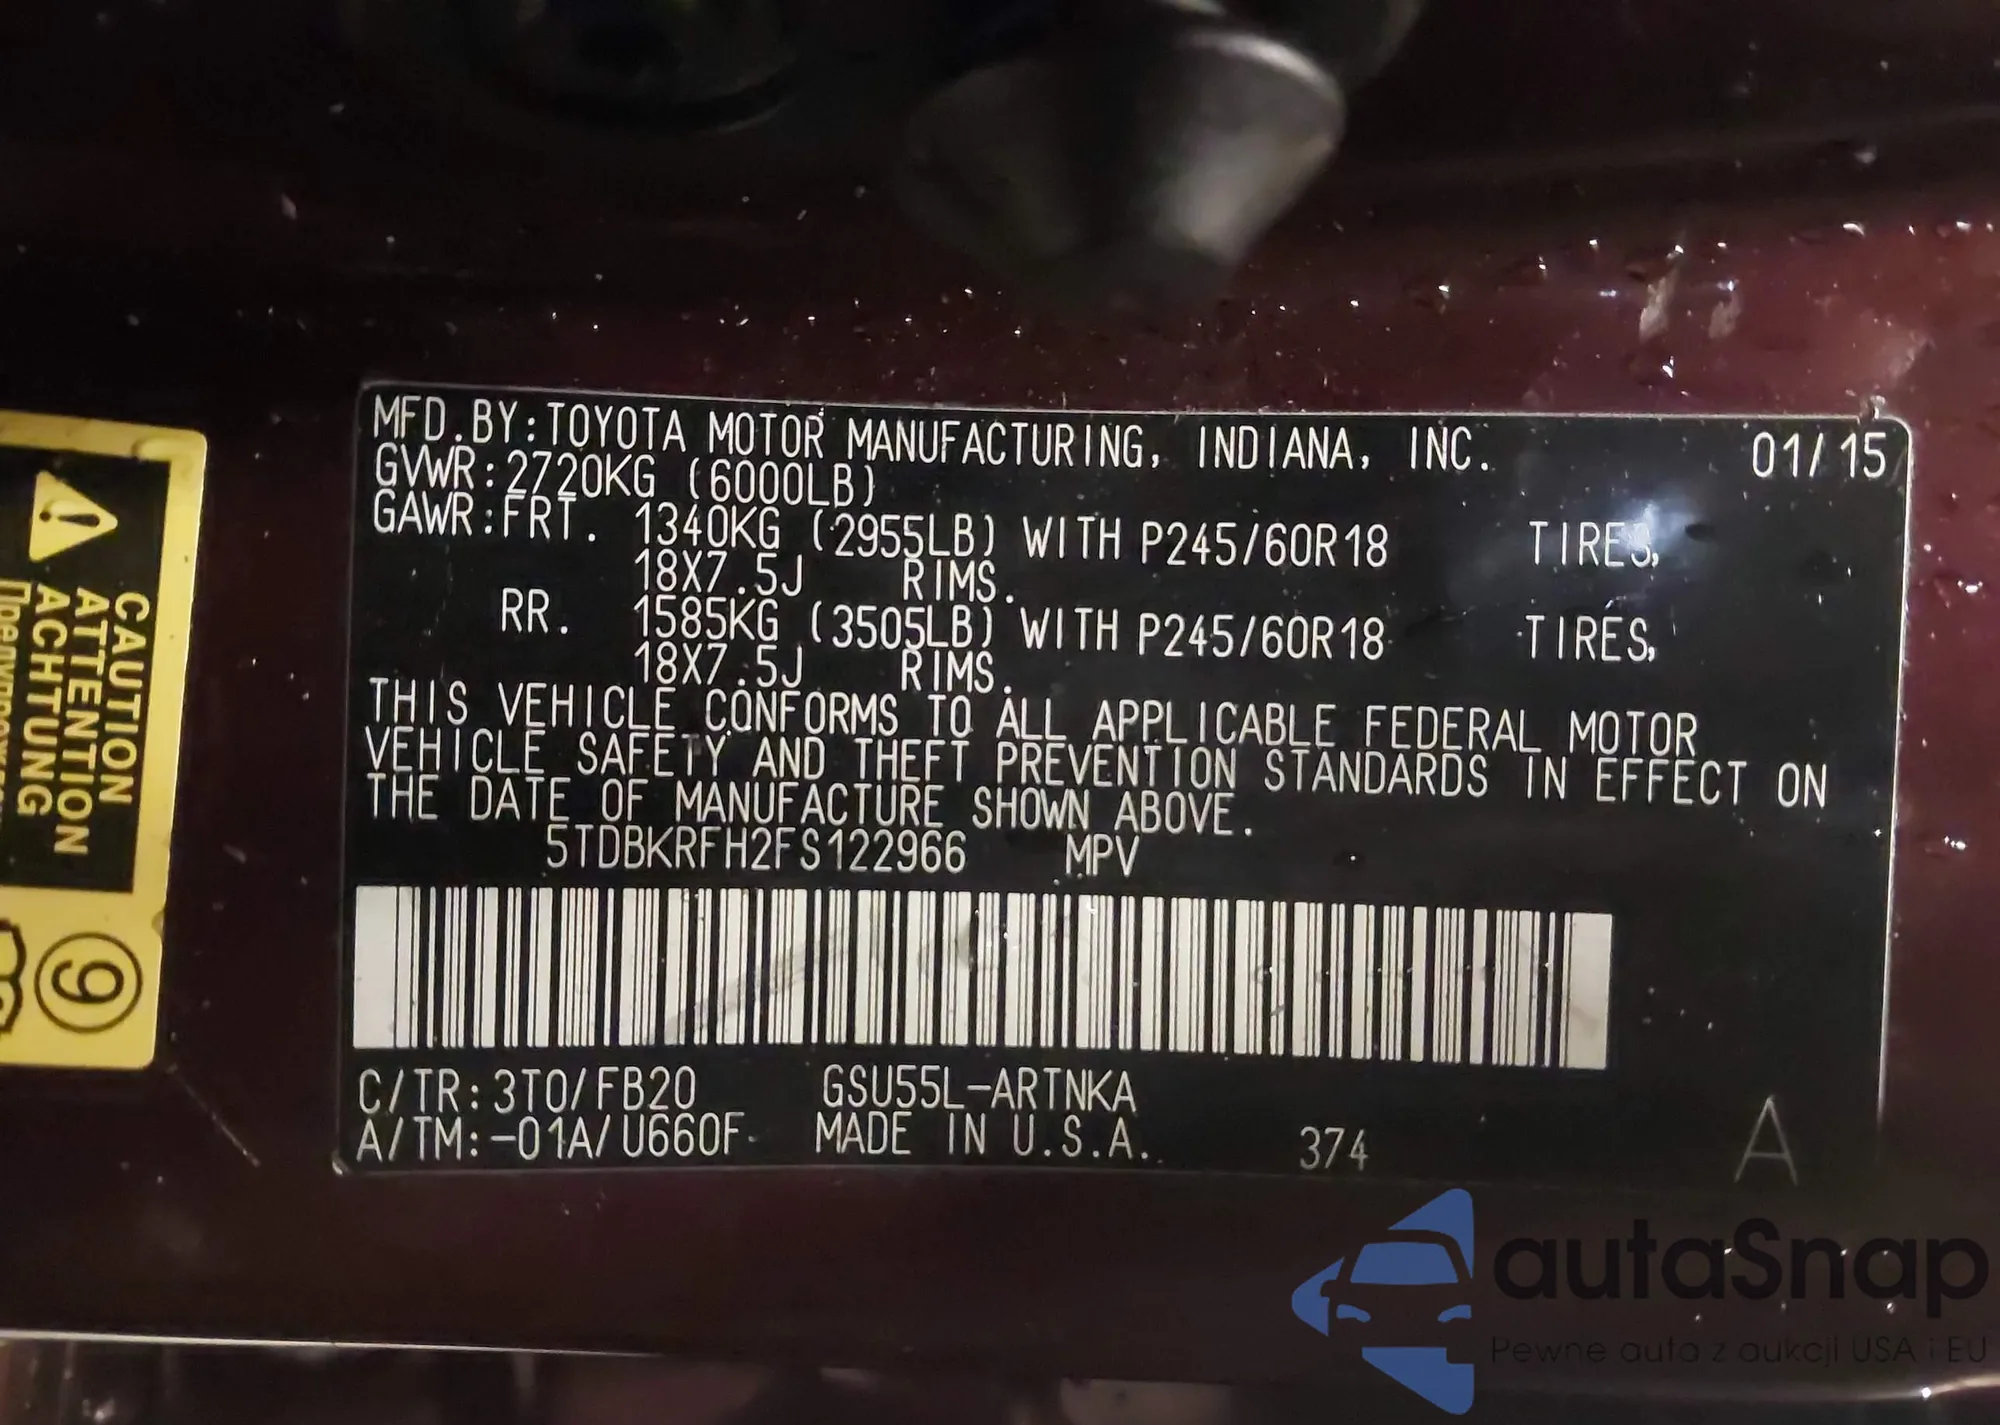 MFD.BY:TOYOTA MOTOR MANUFACTURING, INDIANA, INC. 01/15
GVWR:2720KG (6000LB)
GAWR:FRT. 1340KG (2955LB) WITH P245/60R18 TIRES,
18X7.5J RIMS.
RR. 1585KG (3505LB) WITH P245/60R18 TIRES,
18X7.5J RIMS.
THIS VEHICLE CONFORMS TO ALL APPLICABLE FEDERAL MOTOR
VEHICLE SAFETY AND THEFT PREVENTION STANDARDS IN EFFECT ON
THE DATE OF MANUFACTURE SHOWN ABOVE.
5TDBKRFH2FS122966 MPV
C/TR:3T0/FB20 GSU55L-ARTNKA
A/TM:-01A/U660F MADE IN U.S.A. 374 A
CAUTION
ATTENTION
ACHTUNG
9
autaSnap
Pewne auta z aukcji USA i EU